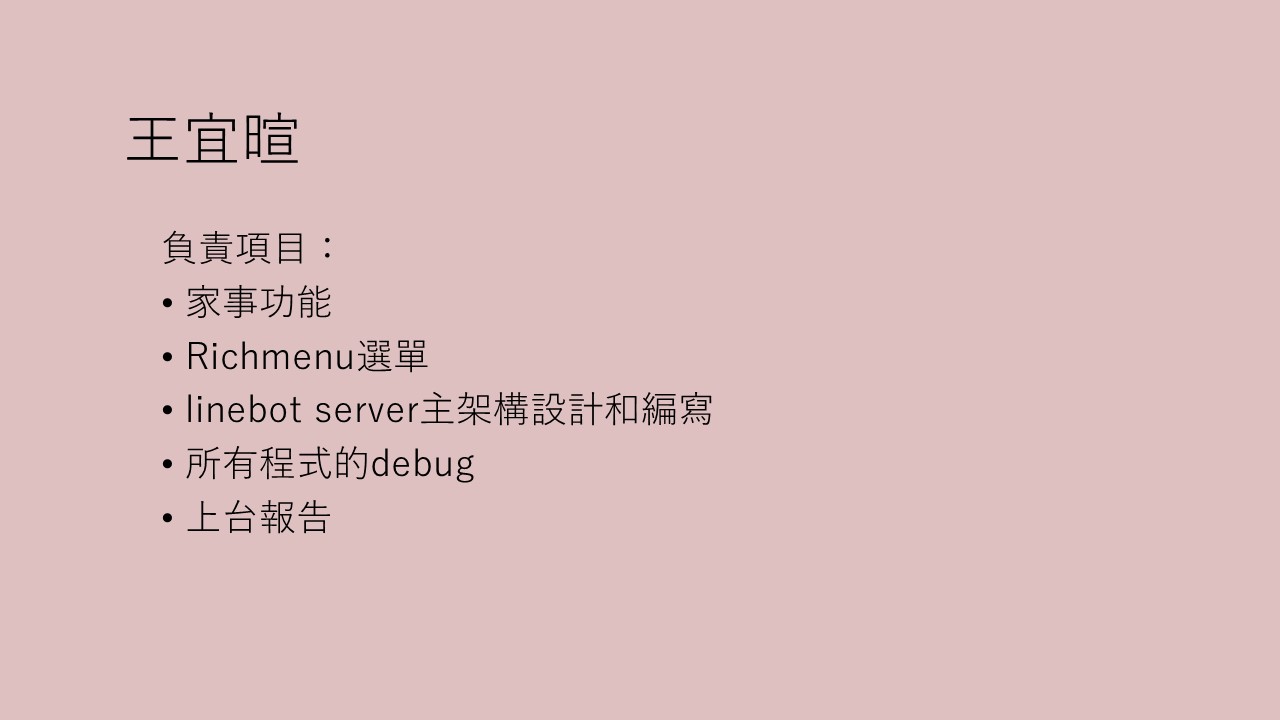 王宜暄
負責項目：
• 家事功能
• Richmenu選單
• linebot server主架構設計和編寫
• 所有程式的debug
• 上台報告